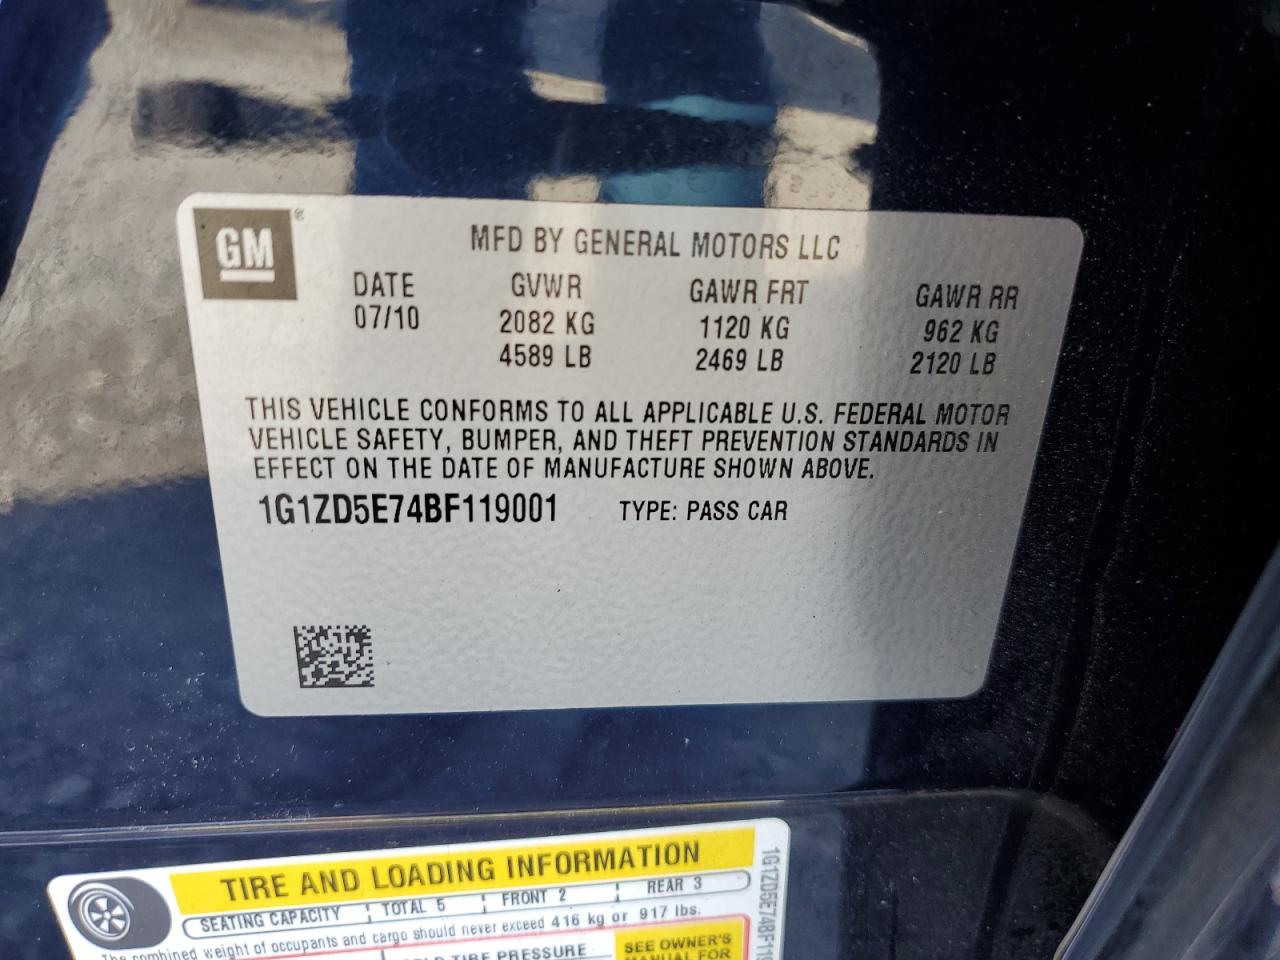 GM®
MFD BY GENERAL MOTORS LLC
DATE GVWR GAWR FRT GAWR RR
07/10 2082 KG 1120 KG 962 KG
4589 LB 2469 LB 2120 LB
THIS VEHICLE CONFORMS TO ALL APPLICABLE U.S. FEDERAL MOTOR
VEHICLE SAFETY, BUMPER, AND THEFT PREVENTION STANDARDS IN
EFFECT ON THE DATE OF MANUFACTURE SHOWN ABOVE.
1G1ZD5E74BF119001 TYPE: PASS CAR
TIRE AND LOADING INFORMATION
SEATING CAPACITY TOTAL 5 FRONT 2 REAR 3
The combined weight of occupants and cargo should never exceed 416 kg or 917 lbs.
TIRE PRESSURE
SEE OWNER'S
MANUAL FOR
1G1ZD5E74BF119